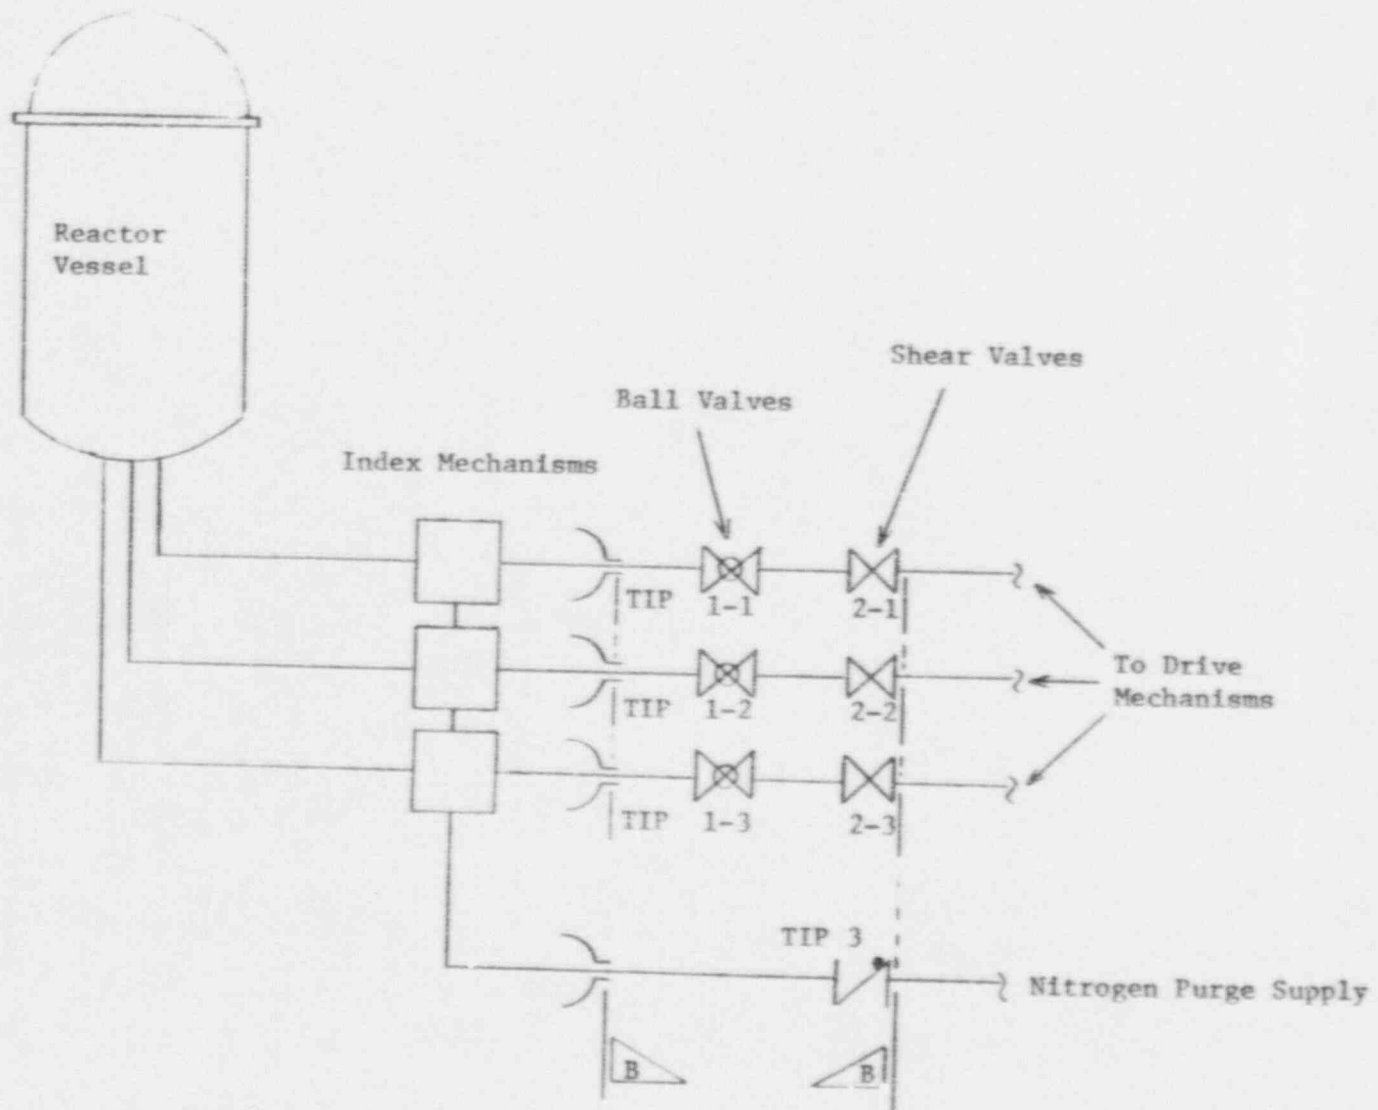 Reactor
Vessel
Shear Valves
Ball Valves
Index Mechanisms
TIP 1-1 2-1
To Drive
Mechanisms
TIP 1-2 2-2
TIP 1-3 2-3
TIP 3
Nitrogen Purge Supply
B B